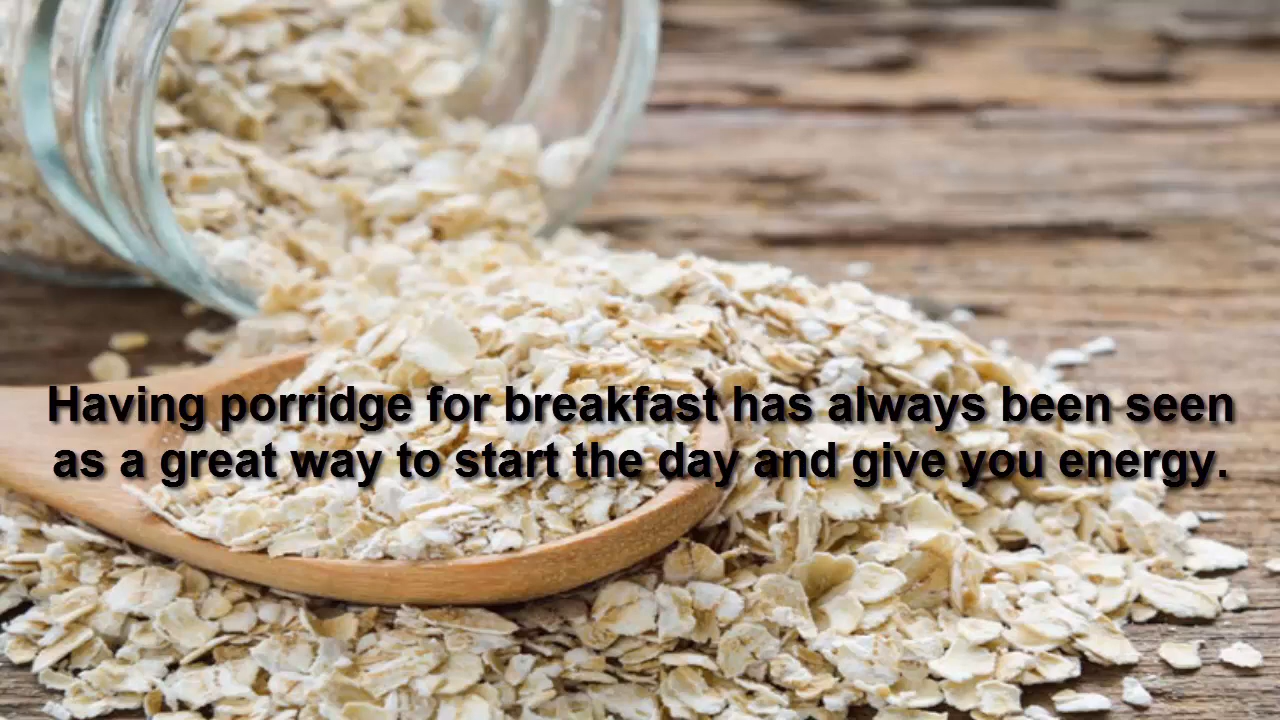 Having porridge for breakfast has always been seen
as a great way to start the day and give you energy.